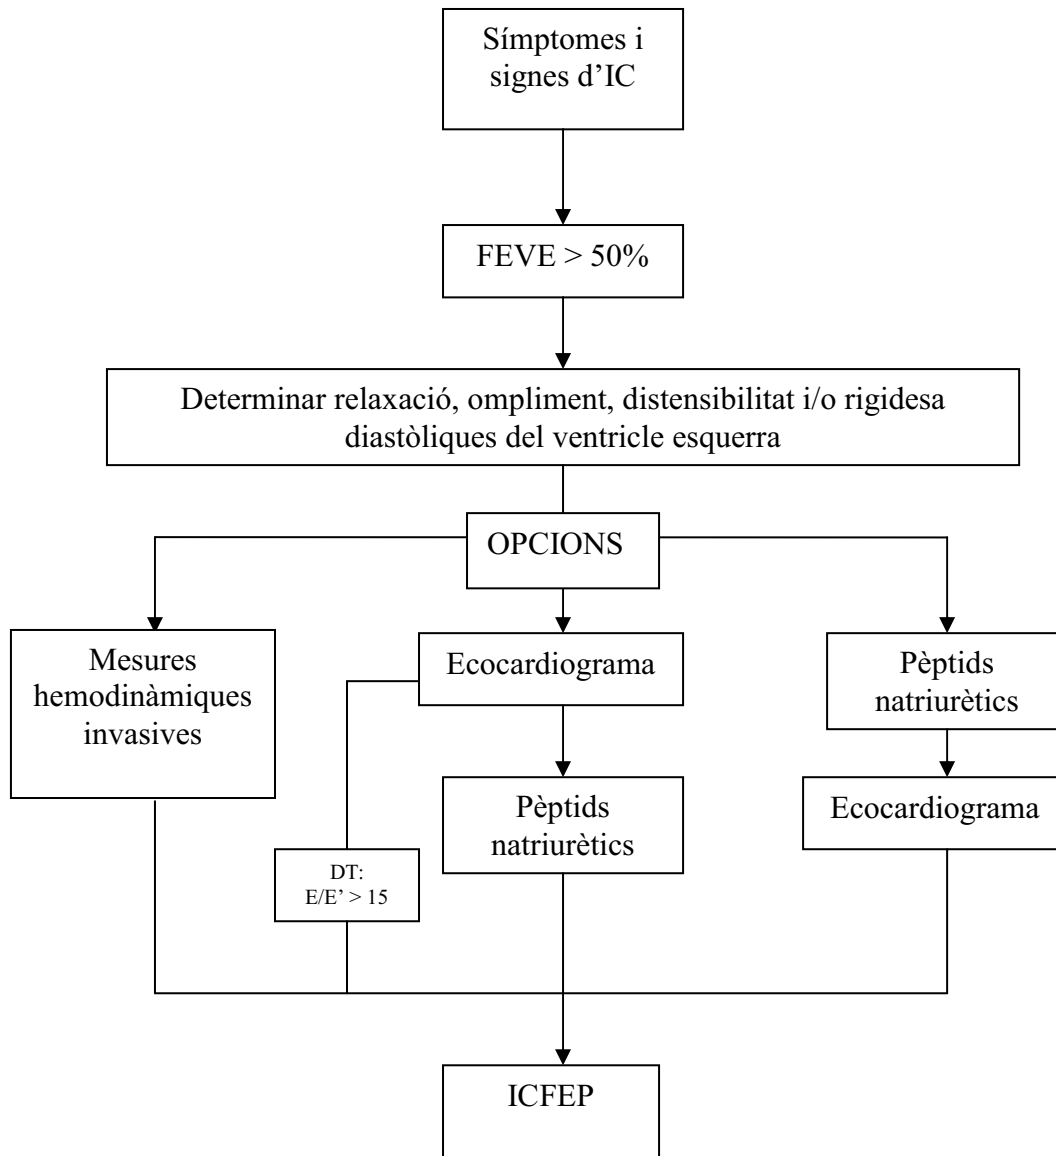 Símptomes i
signes d’IC
FEVE > 50%
Determinar relaxació, ompliment, distensibilitat i/o rigidesa
diastòliques del ventricle esquerra
OPCIONS
Mesures
hemodinàmiques
invasives
Ecocardiograma
Pèptids
natriurètics
Pèptids
natriurètics
Ecocardiograma
DT:
E/E’ > 15
ICFEP